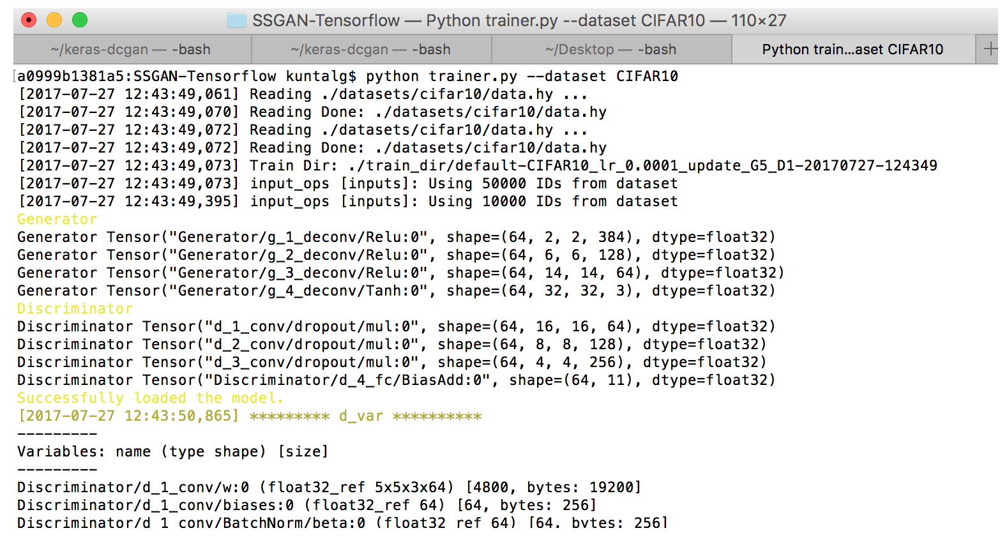 SSGAN-Tensorflow — Python trainer.py --dataset CIFAR10 — 110×27
~/keras-dcgan — -bash ~/keras-dcgan — -bash ~/Desktop — -bash Python train...aset CIFAR10 +
[a0999b1381a5:SSGAN-Tensorflow kuntalg$ python trainer.py --dataset CIFAR10
[2017-07-27 12:43:49,061] Reading ./datasets/cifar10/data.hy ...
[2017-07-27 12:43:49,070] Reading Done: ./datasets/cifar10/data.hy
[2017-07-27 12:43:49,072] Reading ./datasets/cifar10/data.hy ...
[2017-07-27 12:43:49,072] Reading Done: ./datasets/cifar10/data.hy
[2017-07-27 12:43:49,073] Train Dir: ./train_dir/default-CIFAR10_lr_0.0001_update_G5_D1-20170727-124349
[2017-07-27 12:43:49,073] input_ops [inputs]: Using 50000 IDs from dataset
[2017-07-27 12:43:49,395] input_ops [inputs]: Using 10000 IDs from dataset
Generator
Generator Tensor("Generator/g_1_deconv/Relu:0", shape=(64, 2, 2, 384), dtype=float32)
Generator Tensor("Generator/g_2_deconv/Relu:0", shape=(64, 6, 6, 128), dtype=float32)
Generator Tensor("Generator/g_3_deconv/Relu:0", shape=(64, 14, 14, 64), dtype=float32)
Generator Tensor("Generator/g_4_deconv/Tanh:0", shape=(64, 32, 32, 3), dtype=float32)
Discriminator
Discriminator Tensor("d_1_conv/dropout/mul:0", shape=(64, 16, 16, 64), dtype=float32)
Discriminator Tensor("d_2_conv/dropout/mul:0", shape=(64, 8, 8, 128), dtype=float32)
Discriminator Tensor("d_3_conv/dropout/mul:0", shape=(64, 4, 4, 256), dtype=float32)
Discriminator Tensor("Discriminator/d_4_fc/BiasAdd:0", shape=(64, 11), dtype=float32)
Successfully loaded the model.
[2017-07-27 12:43:50,865] ********* d_var **********
---------
Variables: name (type shape) [size]
---------
Discriminator/d_1_conv/w:0 (float32_ref 5x5x3x64) [4800, bytes: 19200]
Discriminator/d_1_conv/biases:0 (float32_ref 64) [64, bytes: 256]
Discriminator/d_1_conv/BatchNorm/beta:0 (float32_ref 64) [64, bytes: 256]